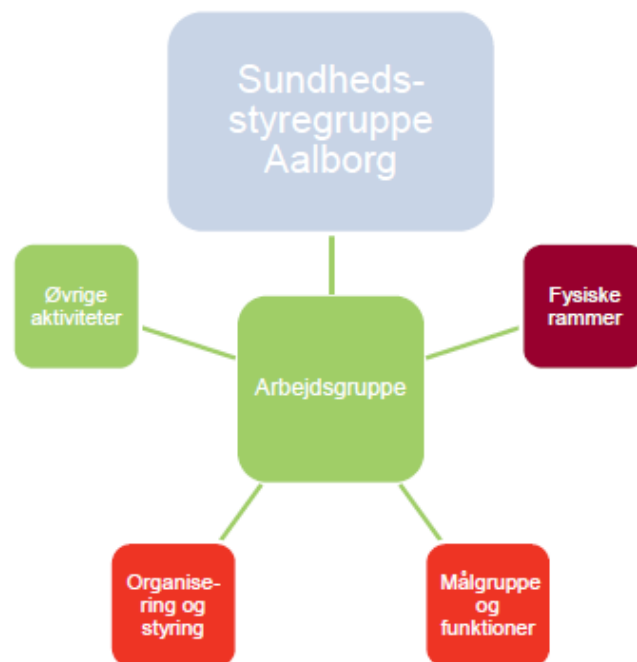 Sundheds-
styregruppe
Aalborg
Øvrige
aktiviteter
Fysiske
rammer
Arbejdsgruppe
Organise-
ring og
styring
Målgruppe
og
funktioner